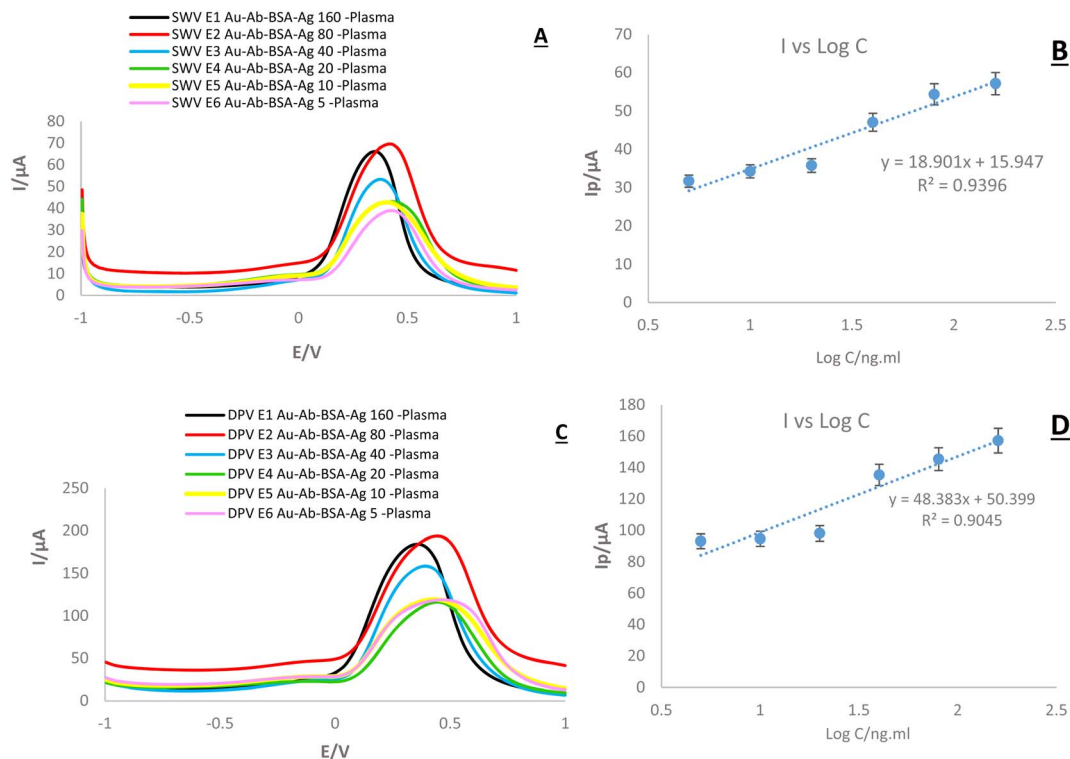 SWV E1 Au-Ab-BSA-Ag 160 -Plasma
SWV E2 Au-Ab-BSA-Ag 80 -Plasma
SWV E3 Au-Ab-BSA-Ag 40 -Plasma
SWV E4 Au-Ab-BSA-Ag 20 -Plasma
SWV E5 Au-Ab-BSA-Ag 10 -Plasma
SWV E6 Au-Ab-BSA-Ag 5 -Plasma
A
I/µA
80
70
60
50
40
30
20
10
0
-1
-0.5
0
0.5
1
E/V
I vs Log C
B
Ip/µA
70
60
50
40
30
20
10
0
y = 18.901x + 15.947
R² = 0.9396
0.5
1
1.5
2
2.5
Log C/ng.ml
DPV E1 Au-Ab-BSA-Ag 160 -Plasma
DPV E2 Au-Ab-BSA-Ag 80 -Plasma
DPV E3 Au-Ab-BSA-Ag 40 -Plasma
DPV E4 Au-Ab-BSA-Ag 20 -Plasma
DPV E5 Au-Ab-BSA-Ag 10 -Plasma
DPV E6 Au-Ab-BSA-Ag 5 -Plasma
C
I/µA
250
200
150
100
50
0
-1
-0.5
0
0.5
1
E/V
I vs Log C
D
Ip/µA
180
160
140
120
100
80
60
40
20
0
y = 48.383x + 50.399
R² = 0.9045
0.5
1
1.5
2
2.5
Log C/ng.ml